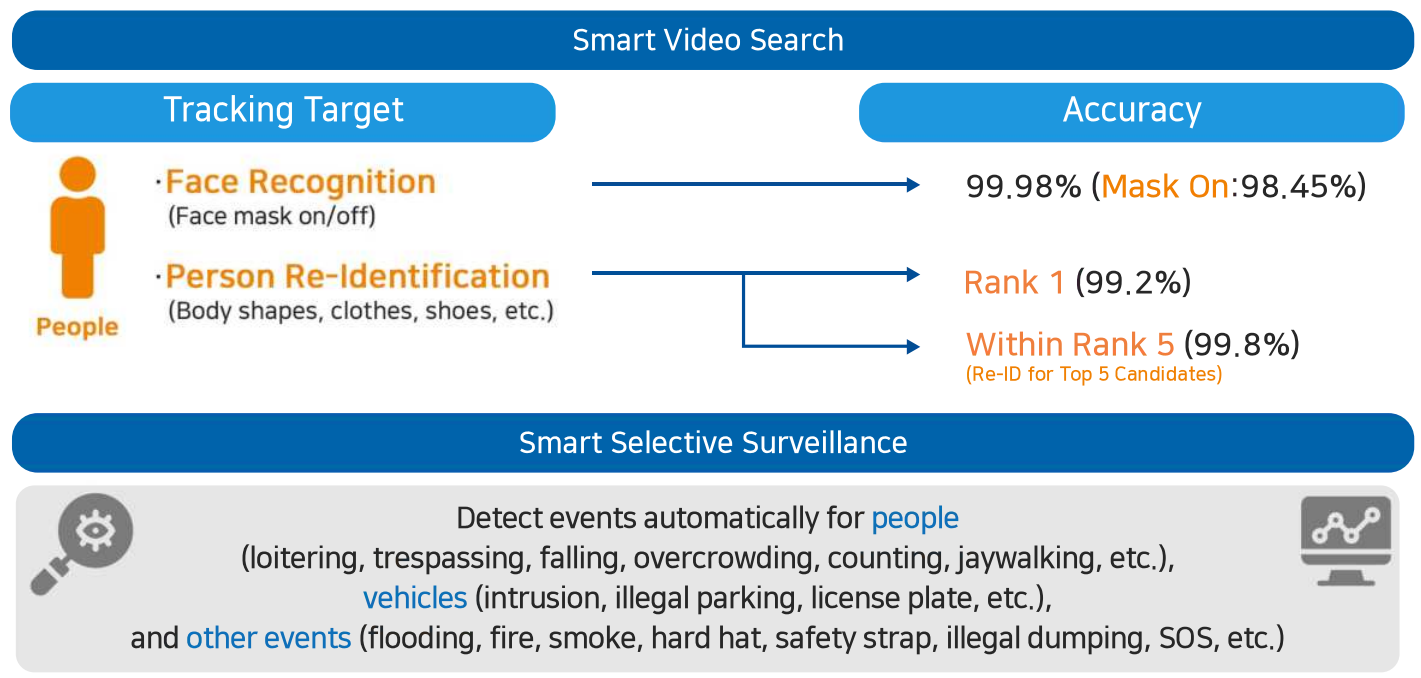 Smart Video Search
Tracking Target
Accuracy
·Face Recognition
(Face mask on/off)
99.98% (Mask On:98.45%)
·Person Re-Identification
(Body shapes, clothes, shoes, etc.)
People
Rank 1 (99.2%)
Within Rank 5 (99.8%)
(Re-ID for Top 5 Candidates)
Smart Selective Surveillance
Detect events automatically for people
(loitering, trespassing, falling, overcrowding, counting, jaywalking, etc.),
vehicles (intrusion, illegal parking, license plate, etc.),
and other events (flooding, fire, smoke, hard hat, safety strap, illegal dumping, SOS, etc.)